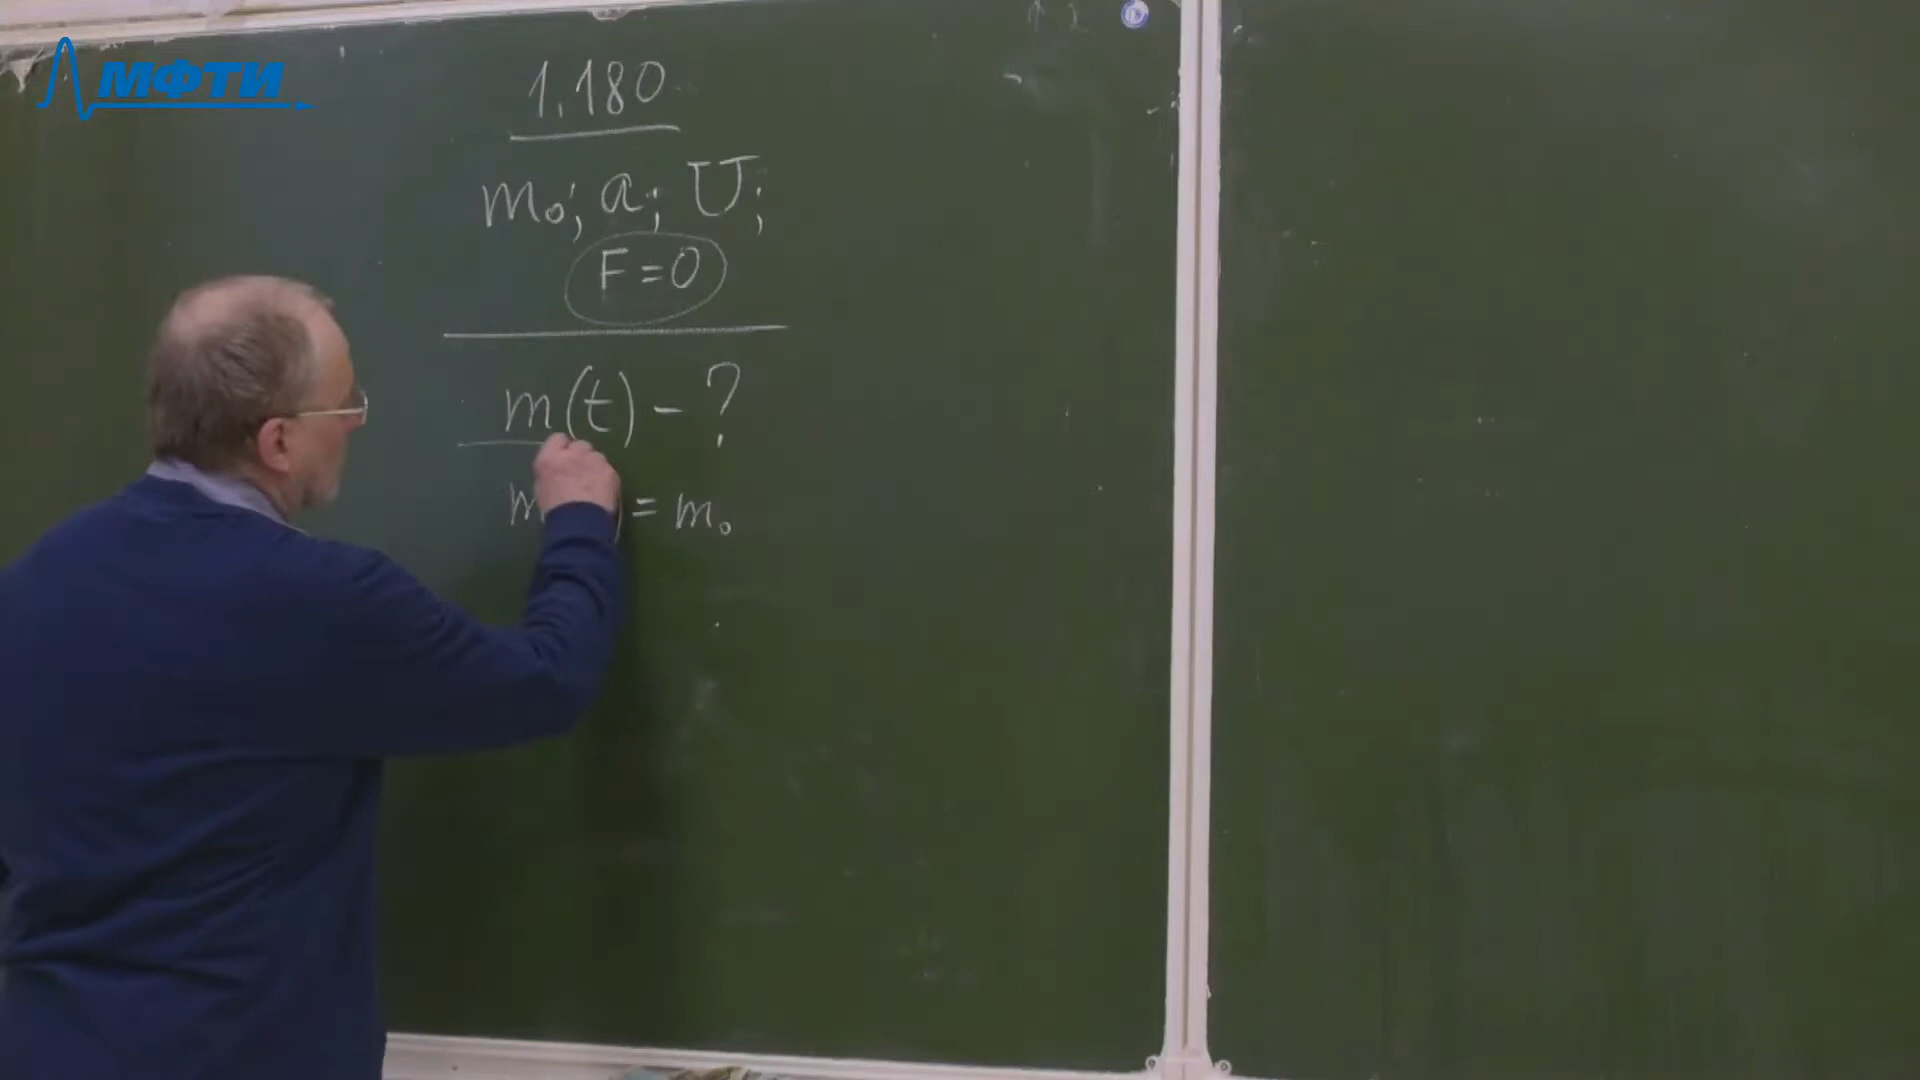 МФТИ
1.180
m₀; a; U;
F = 0
m(t) - ?
m ) = m₀